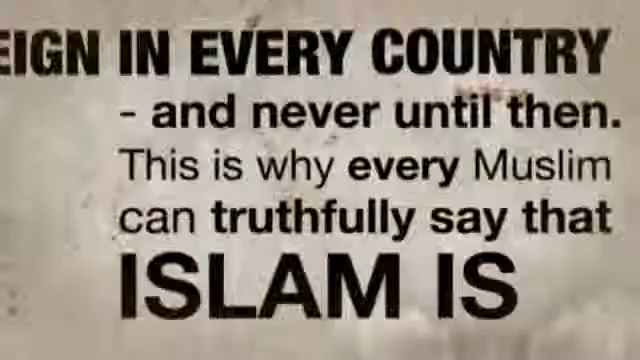 EIGN IN EVERY COUNTRY
- and never until then.
This is why every Muslim
can truthfully say that
ISLAM IS